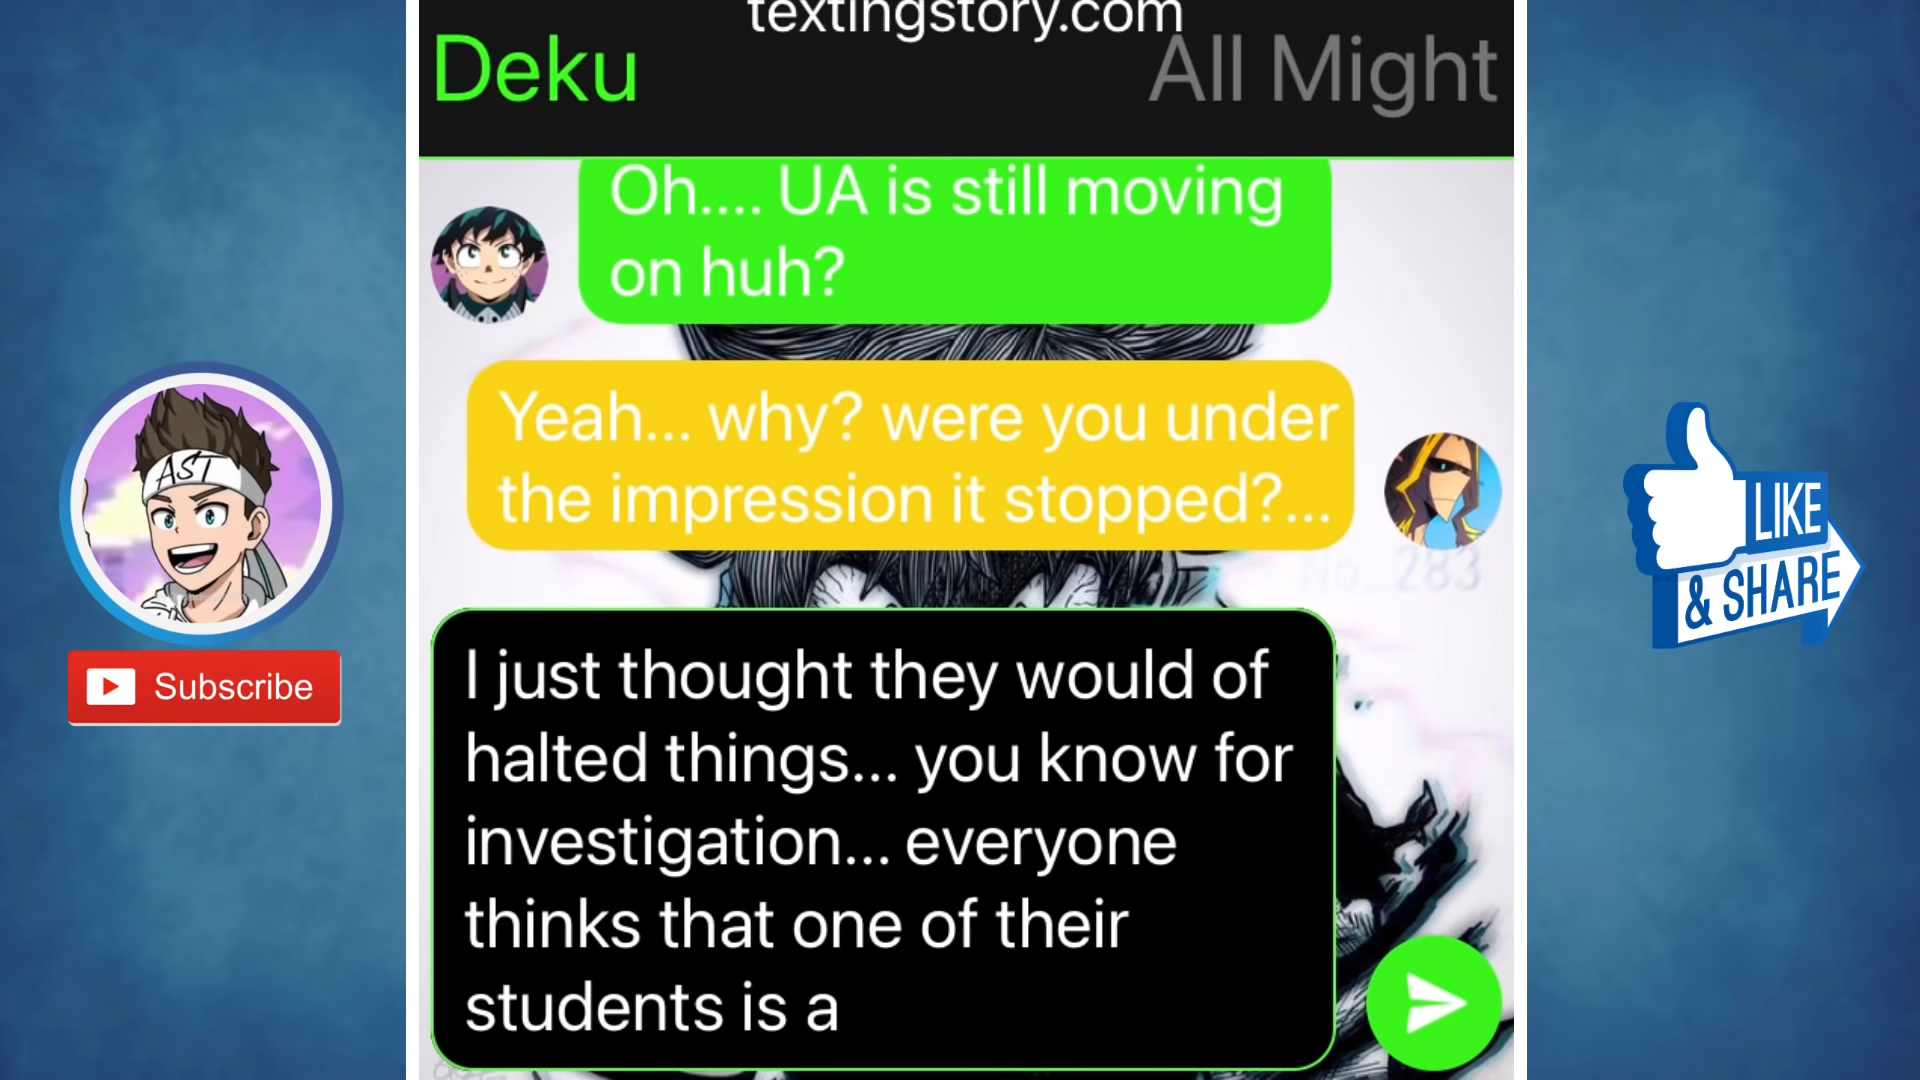 textingstory.com
Deku
All Might
Oh.... UA is still moving
on huh?
Yeah... why? were you under
the impression it stopped?...
No. 283
I just thought they would of
halted things... you know for
investigation... everyone
thinks that one of their
students is a
AST
Subscribe
LIKE
& SHARE